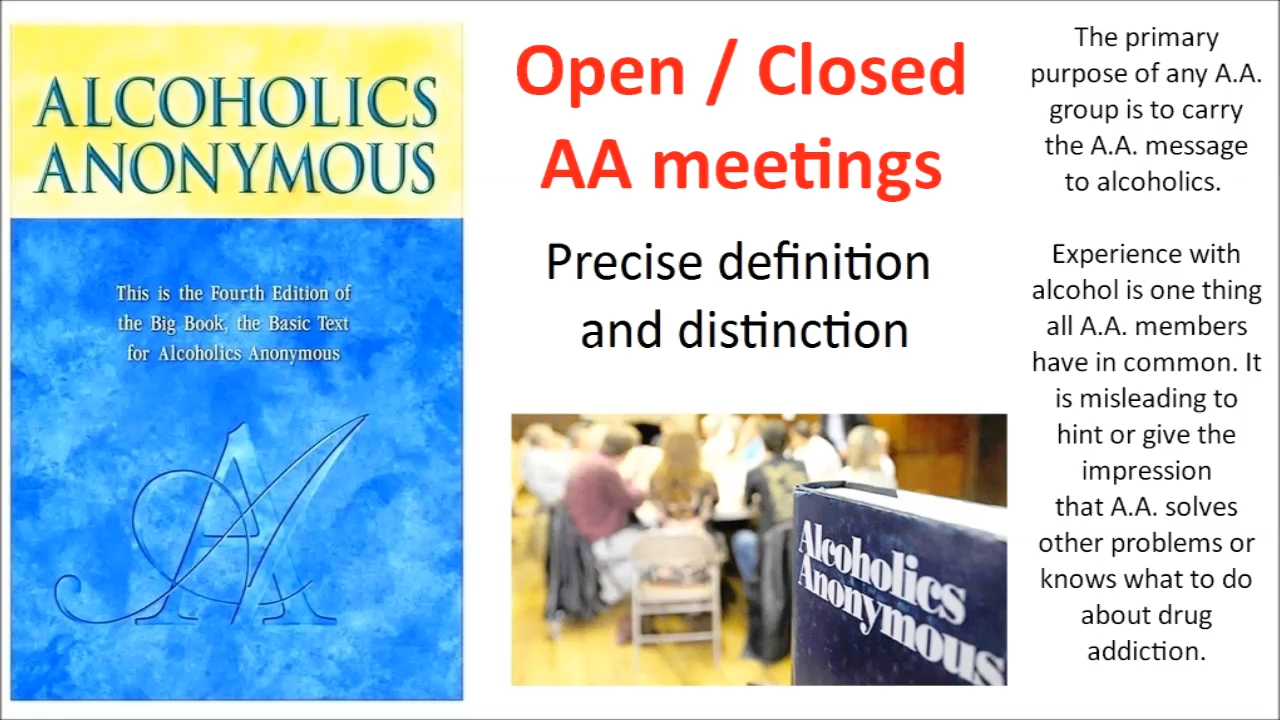 ALCOHOLICS
ANONYMOUS
This is the Fourth Edition of
the Big Book, the Basic Text
for Alcoholics Anonymous
AA
Open / Closed
AA meetings
Precise definition
and distinction
Alcoholics
Anonymous
The primary
purpose of any A.A.
group is to carry
the A.A. message
to alcoholics.
Experience with
alcohol is one thing
all A.A. members
have in common. It
is misleading to
hint or give the
impression
that A.A. solves
other problems or
knows what to do
about drug
addiction.